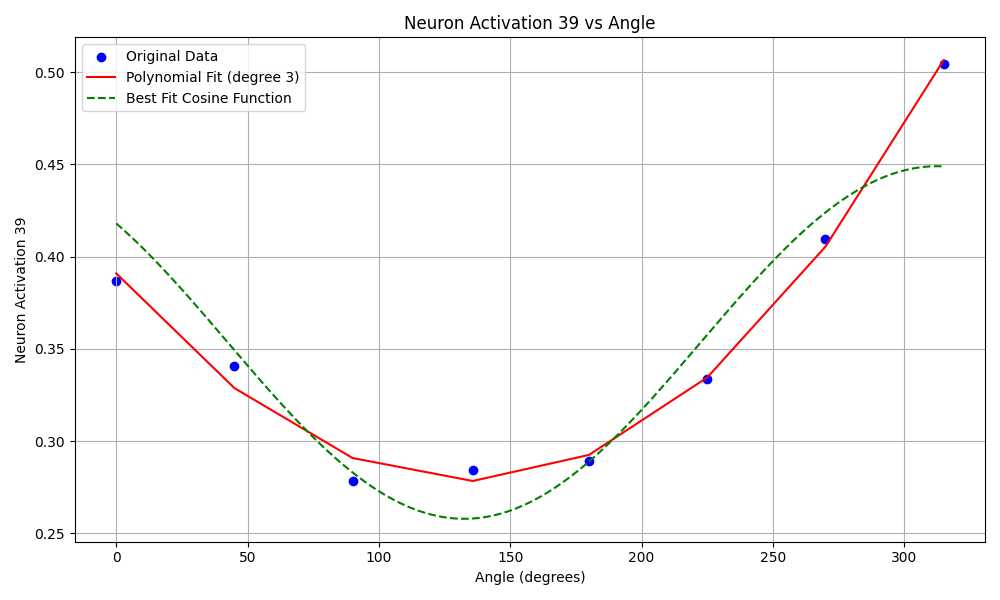 Neuron Activation 39 vs Angle
Original Data
Polynomial Fit (degree 3)
Best Fit Cosine Function
0.50
0.45
0.40
0.35
0.30
0.25
Neuron Activation 39
0 50 100 150 200 250 300
Angle (degrees)